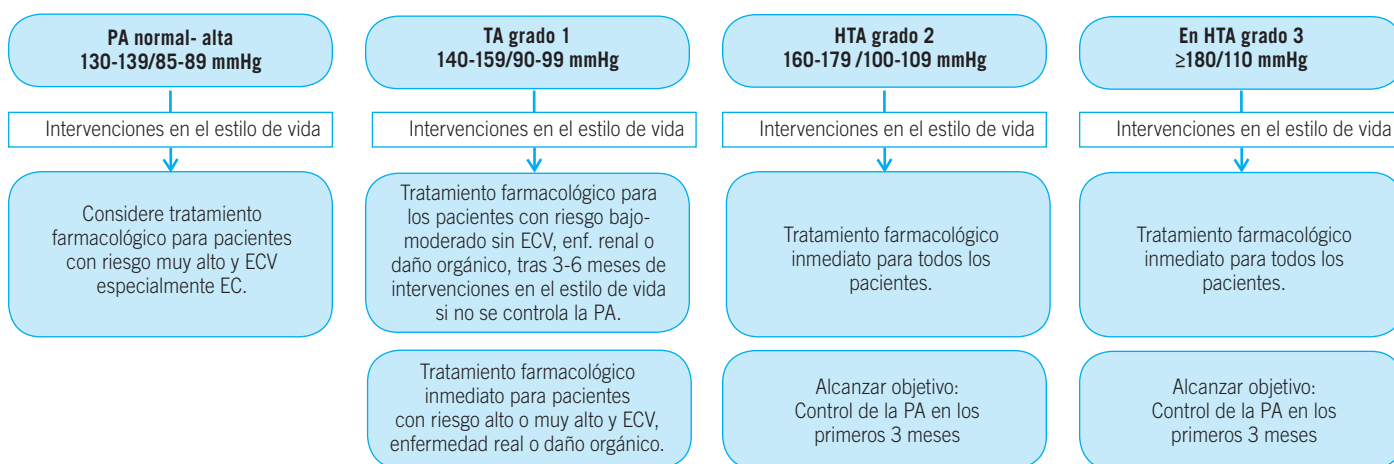 PA normal- alta
130-139/85-89 mmHg
Intervenciones en el estilo de vida
Considere tratamiento
farmacológico para pacientes
con riesgo muy alto y ECV
especialmente EC.
TA grado 1
140-159/90-99 mmHg
Intervenciones en el estilo de vida
Tratamiento farmacológico para
los pacientes con riesgo bajo-
moderado sin ECV, enf. renal o
daño orgánico, tras 3-6 meses de
intervenciones en el estilo de vida
si no se controla la PA.
Tratamiento farmacológico
inmediato para pacientes
con riesgo alto o muy alto y ECV,
enfermedad real o daño orgánico.
HTA grado 2
160-179 /100-109 mmHg
Intervenciones en el estilo de vida
Tratamiento farmacológico
inmediato para todos los
pacientes.
Alcanzar objetivo:
Control de la PA en los
primeros 3 meses
En HTA grado 3
≥180/110 mmHg
Intervenciones en el estilo de vida
Tratamiento farmacológico
inmediato para todos los
pacientes.
Alcanzar objetivo:
Control de la PA en los
primeros 3 meses